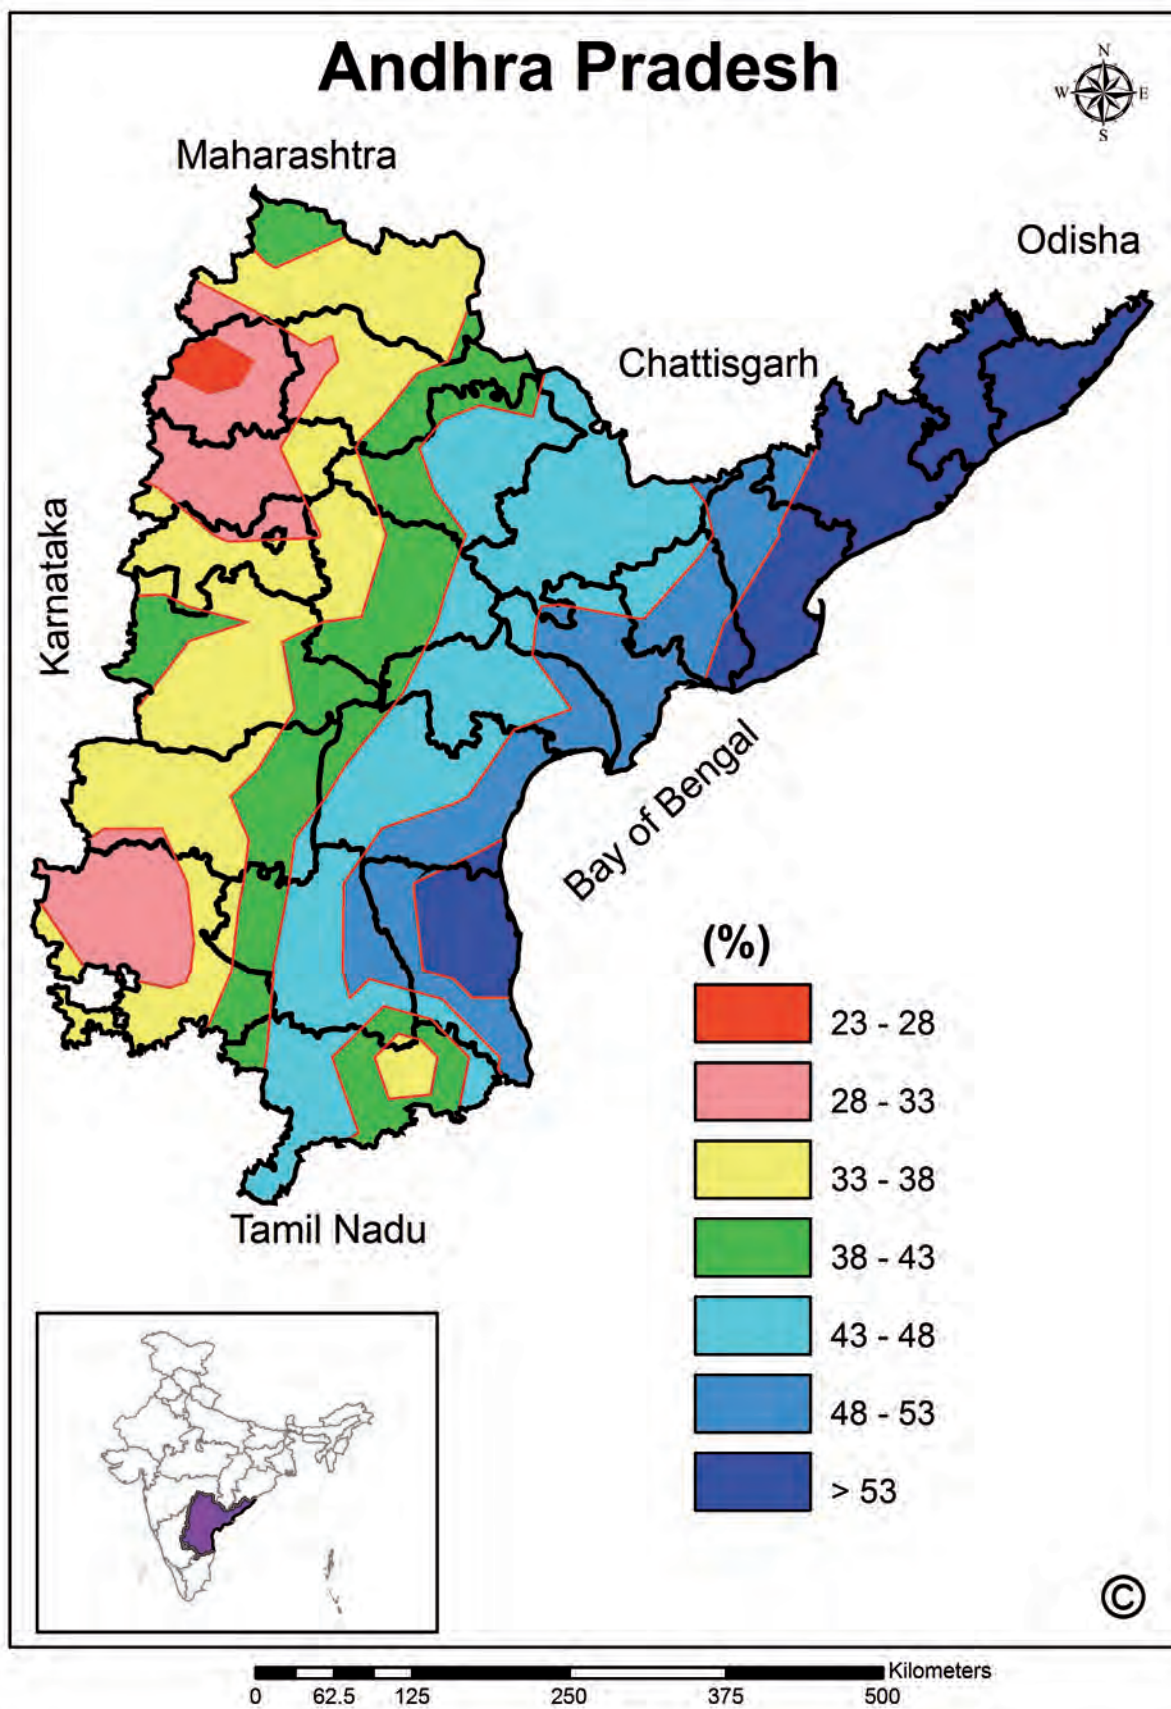 Andhra Pradesh
N
W E
S
Maharashtra
Odisha
Chattisgarh
Karnataka
Bay of Bengal
Tamil Nadu
(%)
23 - 28
28 - 33
33 - 38
38 - 43
43 - 48
48 - 53
> 53
©
Kilometers
0 62.5 125 250 375 500